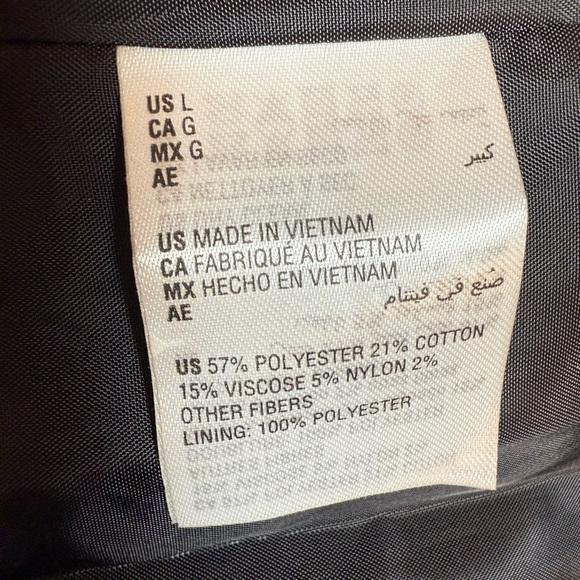 US L
CA G
MX G
AE كبير
US MADE IN VIETNAM
CA FABRIQUÉ AU VIETNAM
MX HECHO EN VIETNAM
AE صُنع في فيتنام
US 57% POLYESTER 21% COTTON
15% VISCOSE 5% NYLON 2%
OTHER FIBERS
LINING: 100% POLYESTER